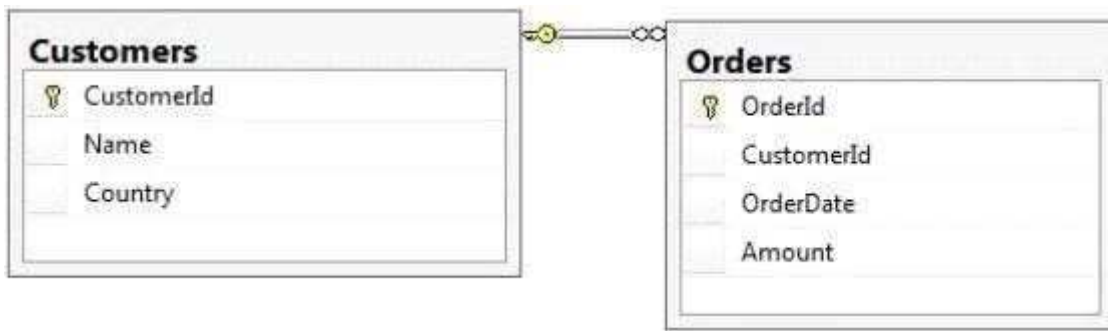 Customers
CustomerId
Name
Country
Orders
OrderId
CustomerId
OrderDate
Amount